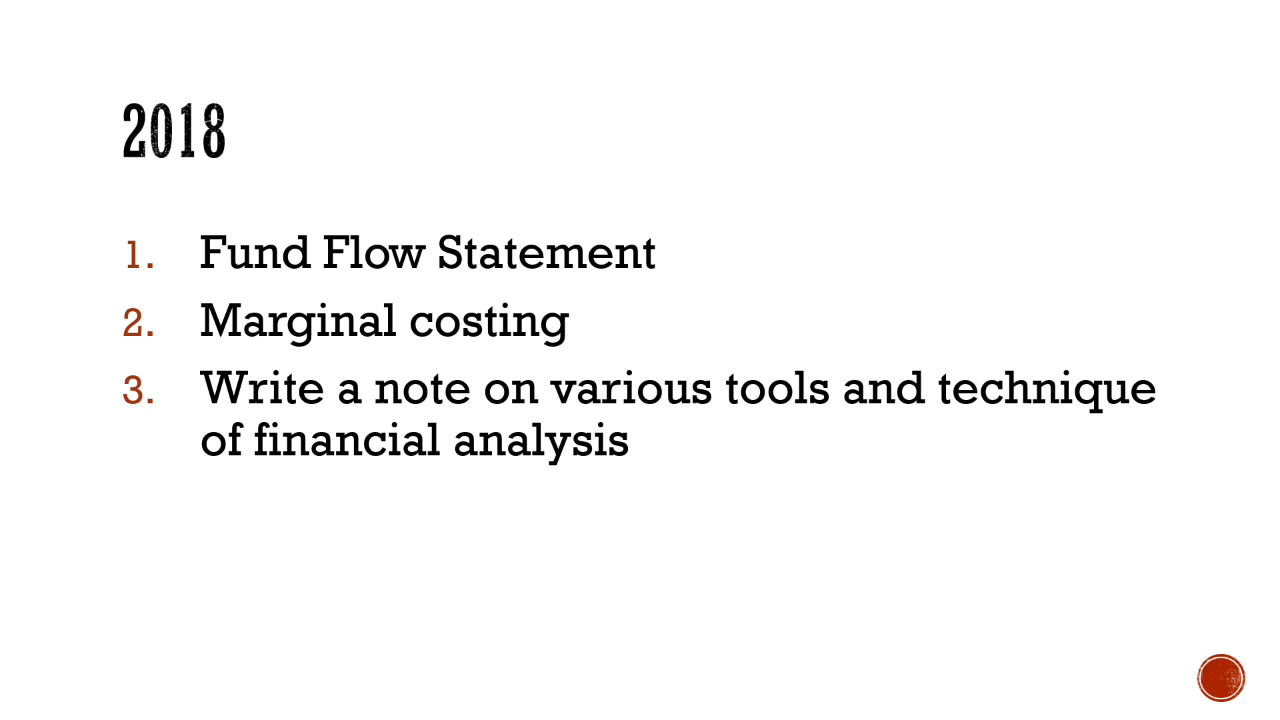 2018
1. Fund Flow Statement
2. Marginal costing
3. Write a note on various tools and technique
of financial analysis